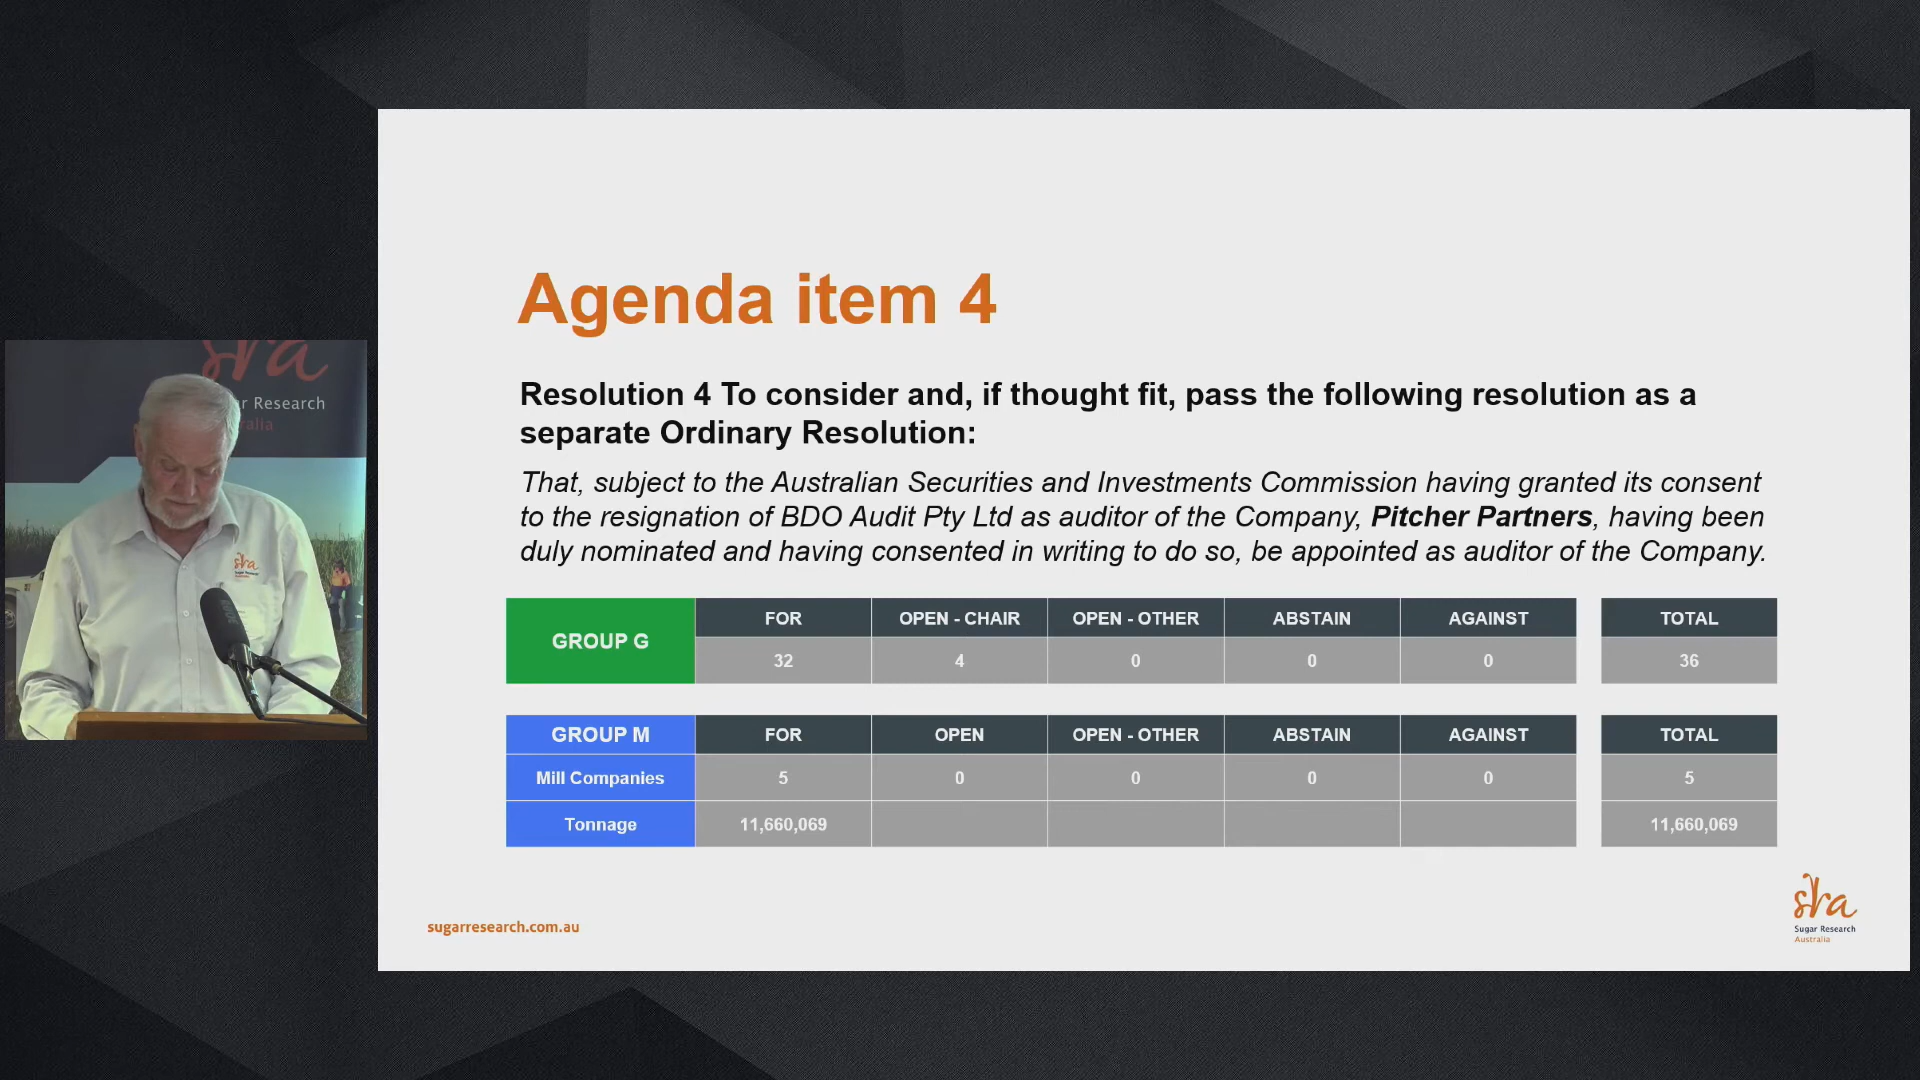 sra
Research
Agenda item 4
Resolution 4 To consider and, if thought fit, pass the following resolution as a
separate Ordinary Resolution:
That, subject to the Australian Securities and Investments Commission having granted its consent
to the resignation of BDO Audit Pty Ltd as auditor of the Company, Pitcher Partners, having been
duly nominated and having consented in writing to do so, be appointed as auditor of the Company.
GROUP G FOR OPEN - CHAIR OPEN - OTHER ABSTAIN AGAINST TOTAL
32 4 0 0 0 36
GROUP M FOR OPEN OPEN - OTHER ABSTAIN AGAINST TOTAL
Mill Companies 5 0 0 0 0 5
Tonnage 11,660,069 11,660,069
sugarresearch.com.au
sra
Sugar Research
Australia